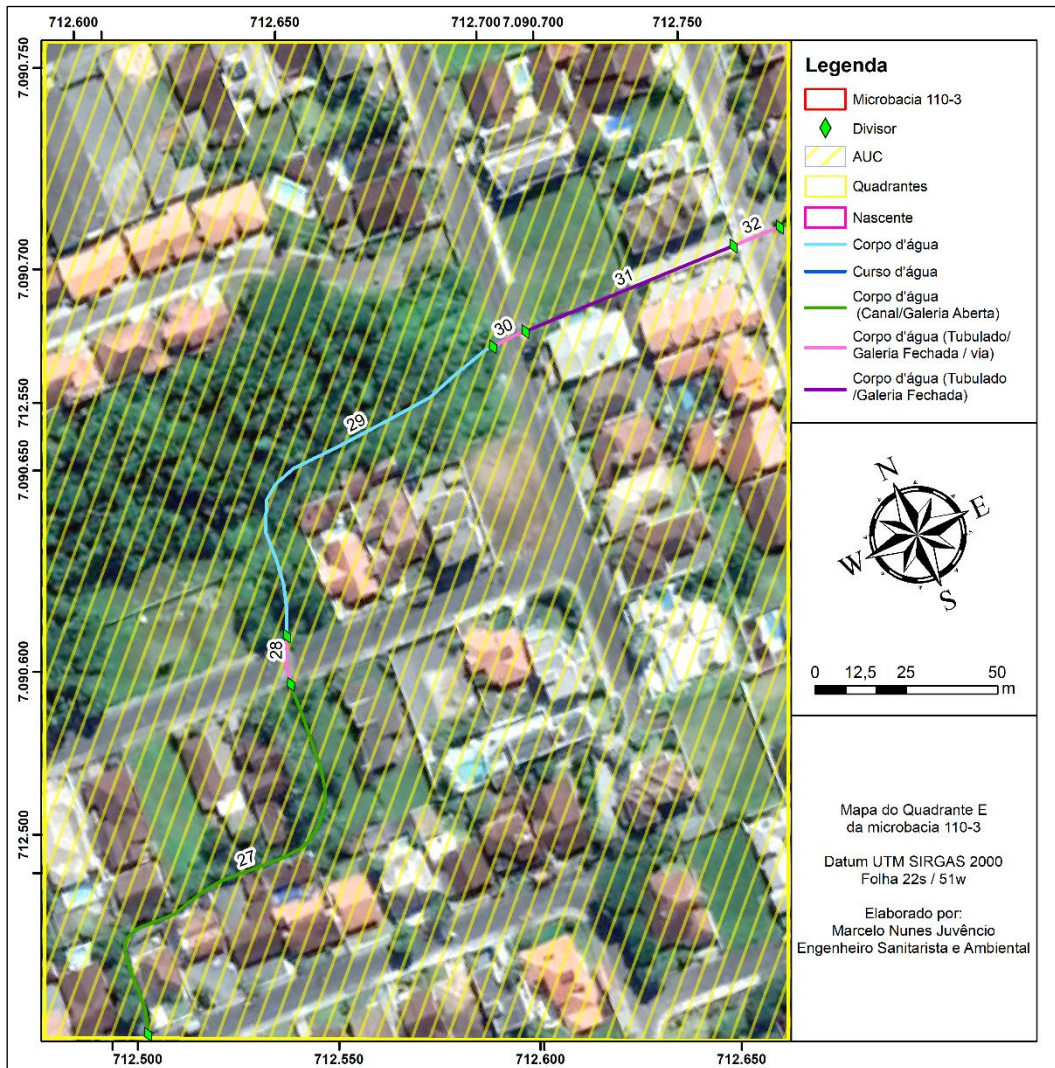 712.600
712.650
712.700
7.090.700
712.750
7.090.750
7.090.700
712.550
7.090.650
7.090.600
712.500
32
31
30
29
28
27
712.500
712.550
712.600
712.650
Legenda
Microbacia 110-3
Divisor
AUC
Quadrantes
Nascente
Corpo d'água
Curso d'água
Corpo d'água
(Canal/Galeria Aberta)
Corpo d'água (Tubulado/
Galeria Fechada / via)
Corpo d'água (Tubulado
/Galeria Fechada)
N
E
W
S
0 12,5 25 50
m
Mapa do Quadrante E
da microbacia 110-3
Datum UTM SIRGAS 2000
Folha 22s / 51w
Elaborado por:
Marcelo Nunes Juvêncio
Engenheiro Sanitarista e Ambiental